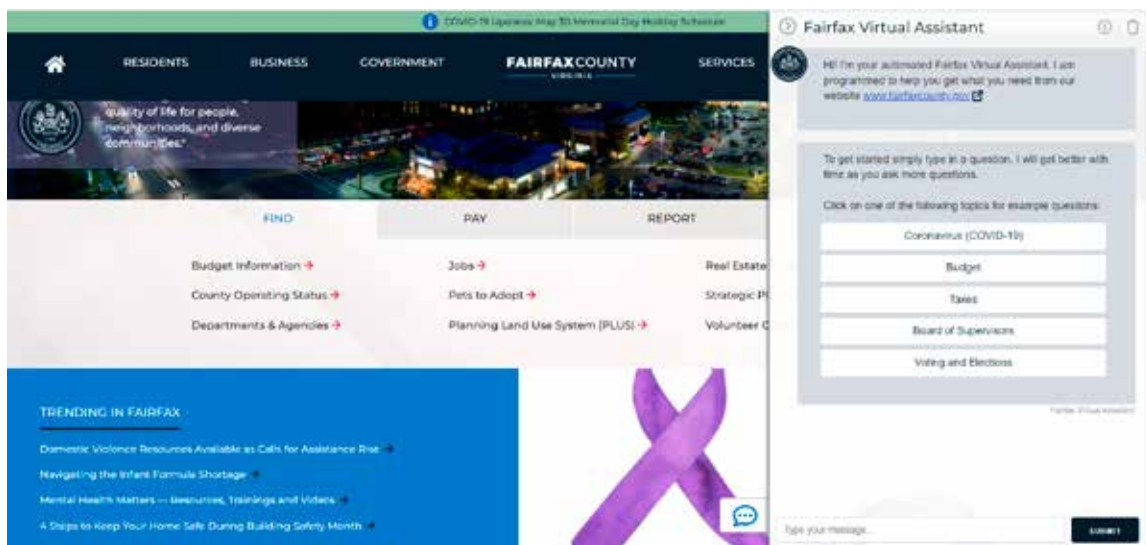 COVID-19 Updates; May 30 Memorial Day Holiday Schedule
RESIDENTS
BUSINESS
GOVERNMENT
FAIRFAX COUNTY
VIRGINIA
SERVICES
quality of life for people,
neighborhoods, and diverse
communities."
FIND
PAY
REPORT
Budget Information →
Jobs →
Real Estate
County Operating Status →
Pets to Adopt →
Strategic Pl
Departments & Agencies →
Planning Land Use System (PLUS) →
Volunteer
TRENDING IN FAIRFAX
Domestic Violence Resources Available as Calls for Assistance Rise →
Navigating the Infant Formula Shortage →
Mental Health Matters — Resources, Trainings and Videos →
4 Steps to Keep Your Home Safe During Building Safety Month →
Fairfax Virtual Assistant
Hi! I'm your automated Fairfax Virtual Assistant. I am
programmed to help you get what you need from our
website www.fairfaxcounty.gov
To get started simply type in a question. I will get better with
time as you ask more questions.
Click on one of the following topics for example questions:
Coronavirus (COVID-19)
Budget
Taxes
Board of Supervisors
Voting and Elections
Fairfax Virtual Assistant
Type your message...
SUBMIT